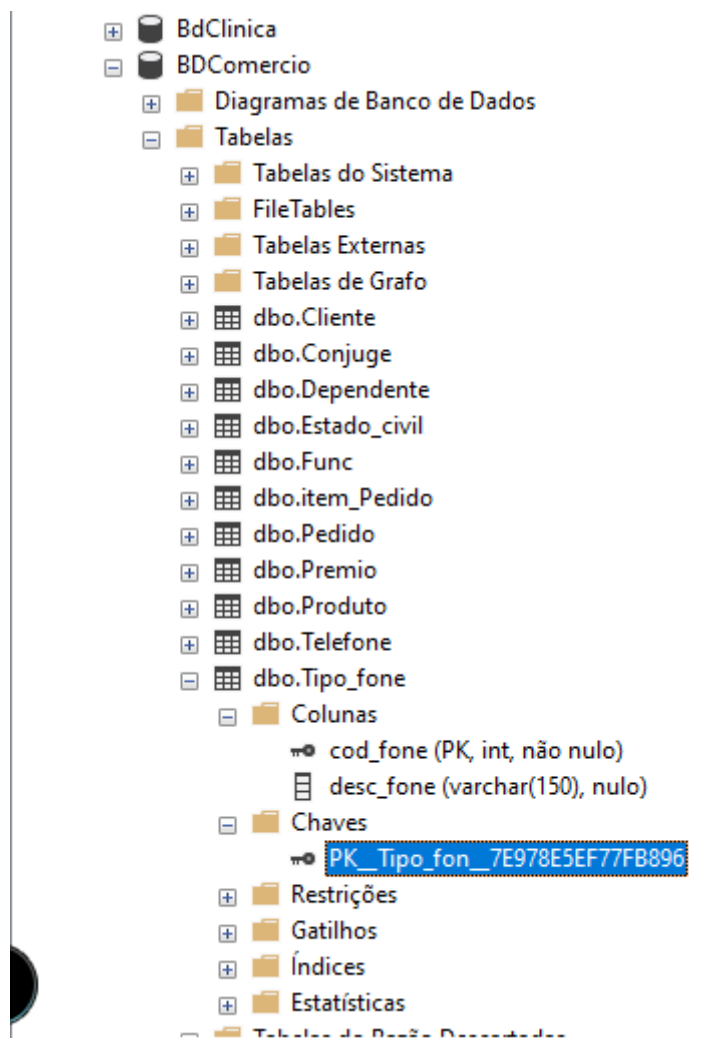 BdClinica
BDComercio
Diagramas de Banco de Dados
Tabelas
Tabelas do Sistema
FileTables
Tabelas Externas
Tabelas de Grafo
dbo.Cliente
dbo.Conjuge
dbo.Dependente
dbo.Estado_civil
dbo.Func
dbo.item_Pedido
dbo.Pedido
dbo.Premio
dbo.Produto
dbo.Telefone
dbo.Tipo_fone
Colunas
cod_fone (PK, int, não nulo)
desc_fone (varchar(150), nulo)
Chaves
PK__Tipo_fon__7E978E5EF77FB896
Restrições
Gatilhos
Índices
Estatísticas